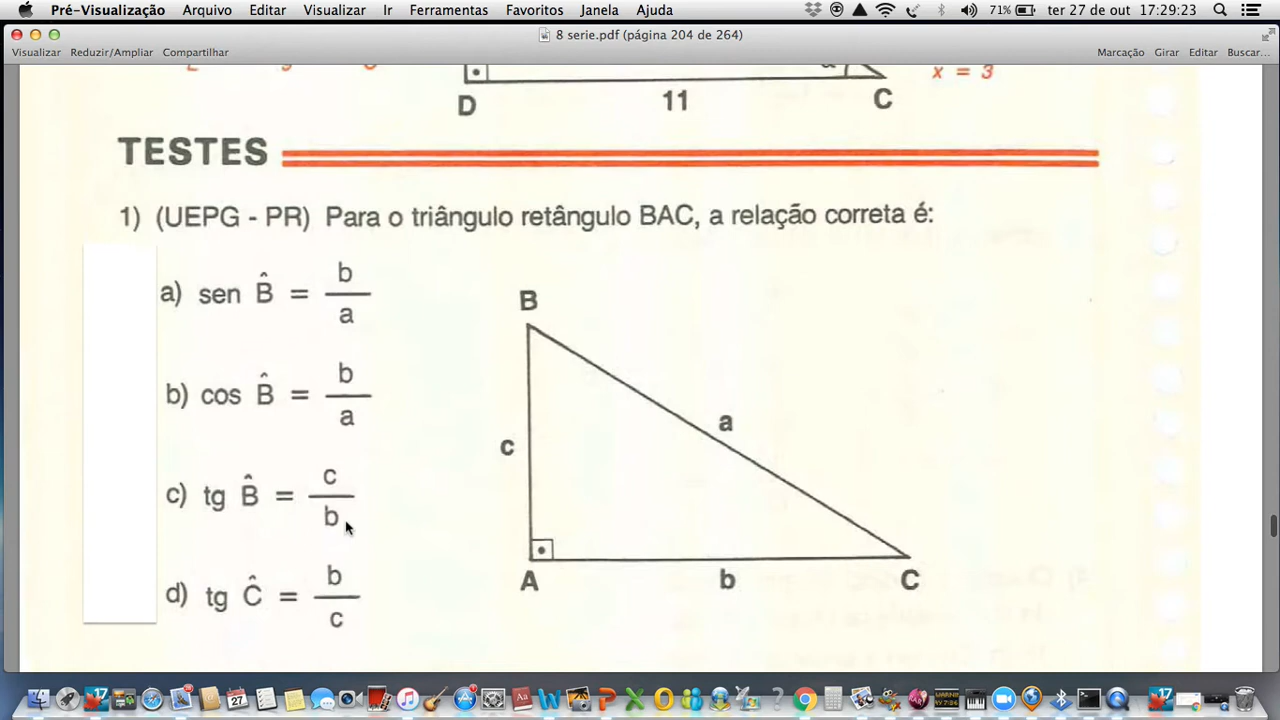 Pré-Visualização Arquivo Editar Visualizar Ir Ferramentas Favoritos Janela Ajuda 71% ter 27 de out 17:29:23
8 serie.pdf (página 204 de 264)
Visualizar Reduzir/Ampliar Compartilhar Marcação Girar Editar Buscar...
x = 3
D 11 C
TESTES
1) (UEPG - PR) Para o triângulo retângulo BAC, a relação correta é:
a) sen B̂ = b/a
b) cos B̂ = b/a
c) tg B̂ = c/b
d) tg Ĉ = b/c
B
a
c
A b C